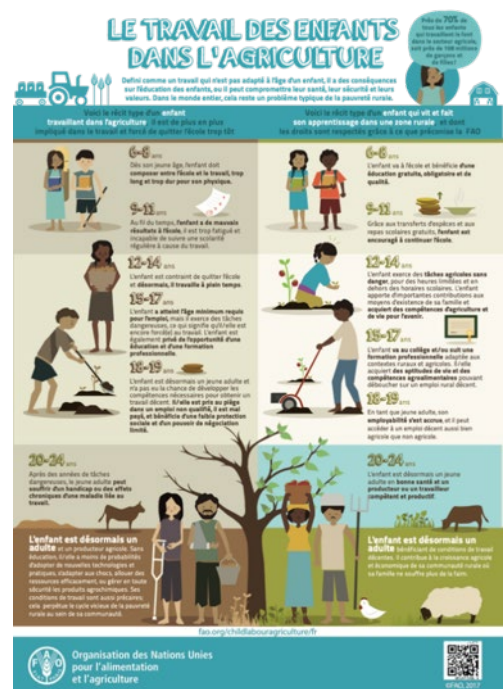 LE TRAVAIL DES ENFANTS
DANS L'AGRICULTURE
Près de 70% de
tous les enfants
qui travaillent le font
dans le secteur agricole,
soit près de 100 millions
de garçons et
de filles!
Défini comme un travail qui n'est pas adapté à l'âge d'un enfant, il a des conséquences
sur l'éducation des enfants, ou il peut compromettre leur santé, leur sécurité et leurs
valeurs. Dans le monde entier, cela reste un problème typique de la pauvreté rurale.
Voici le récit type d'un enfant
travaillant dans l'agriculture, il est de plus en plus
impliqué dans le travail et forcé de quitter l'école trop tôt
6-8 ans
Dès son jeune âge, l'enfant doit
composer entre l'école et le travail, trop
long et trop dur pour son physique.
9-11 ans
Au fil du temps, l'enfant a de mauvais
résultats à l'école, il est trop fatigué et
incapable de suivre une scolarité
régulière à cause du travail.
12-14 ans
L'enfant est contraint de quitter l'école
et désormais, il travaille à plein temps.
15-17 ans
L'enfant a atteint l'âge minimum requis
pour l'emploi, mais il exerce des tâches
dangereuses, ce qui signifie qu'il/elle est
encore forcé(e) au travail. L'enfant est
également privé de l'opportunité d'une
éducation et d'une formation
professionnelle.
18-19 ans
L'enfant est désormais un jeune adulte et
n'a pas eu la chance de développer les
compétences nécessaires pour obtenir un
travail décent. Il/elle est pris au piège
dans un emploi non qualifié, il est mal
payé, et bénéficie d'une faible protection
sociale et d'un pouvoir de négociation
limité.
20-24 ans
Après des années de tâches
dangereuses, le jeune adulte peut
souffrir d'un handicap ou des effets
chroniques d'une maladie liée au
travail.
L'enfant est désormais un
adulte et un producteur agricole. Sans
éducation, il/elle a moins de probabilités
d'adopter de nouvelles technologies et
pratiques, d'adapter aux chocs, allouer des
ressources efficacement, ou gérer en toute
sécurité les produits agrochimiques. Ses
conditions de travail sont aussi précaires;
cela perpétue le cycle vicieux de la pauvreté
rurale au sein de sa communauté.
Voici le récit type d'un enfant qui vit et fait
son apprentissage dans une zone rurale, et dont
les droits sont respectés grâce à ce que préconise la FAO
6-8 ans
L'enfant va à l'école et bénéficie d'une
éducation gratuite, obligatoire et de
qualité.
9-11 ans
Grâce aux transferts d'espèces et aux
repas scolaires gratuits, l'enfant est
encouragé à continuer l'école.
12-14 ans
L'enfant exerce des tâches agricoles sans
danger, pour des heures limitées et en
dehors des horaires scolaires. L'enfant
apporte d'importantes contributions aux
moyens d'existence de sa famille et
acquiert des compétences d'agriculture et
de vie pour l'avenir.
15-17 ans
L'enfant va au collège et/ou suit une
formation professionnelle adaptée aux
contextes ruraux et agricoles. Il/elle
acquiert des aptitudes de vie et des
compétences agroalimentaires pouvant
déboucher sur un emploi rural décent.
18-19 ans
En tant que jeune adulte, son
employabilité s'est accrue, et il peut
accéder à un emploi décent aussi bien
agricole que non agricole.
20-24 ans
L'enfant est désormais un jeune
adulte en bonne santé et un
producteur ou un travailleur
compétent et productif.
L'enfant est désormais un
adulte bénéficiant de conditions de travail
décentes. Il contribue à la croissance agricole
et économique de sa communauté rurale où
sa famille ne souffre plus de la faim.
fao.org/childlabouragriculture/fr
FAO
Organisation des Nations Unies
pour l'alimentation
et l'agriculture
©FAO, 2017